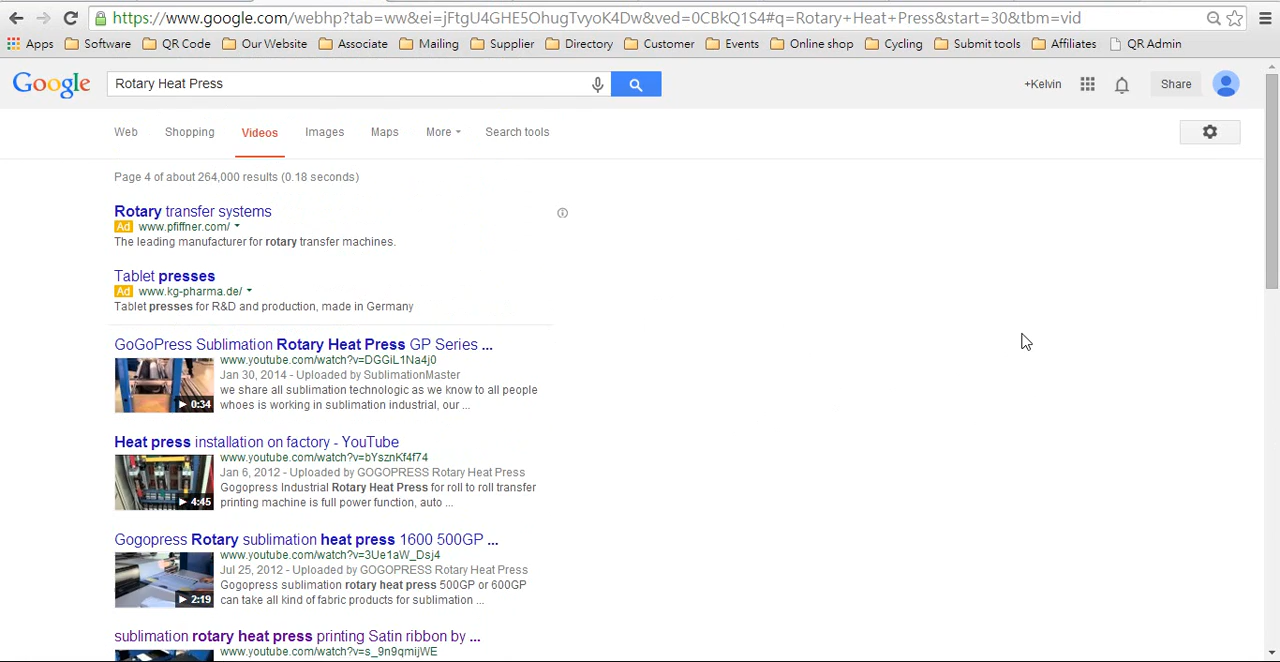 https://www.google.com/webhp?tab=ww&ei=jFtgU4GHE5OhugTvyoK4Dw&ved=0CBkQ1S4#q=Rotary+Heat+Press&start=30&tbm=vid
Apps Software QR Code Our Website Associate Mailing Supplier Directory Customer Events Online shop Cycling Submit tools Affiliates QR Admin
Google Rotary Heat Press +Kelvin Share
Web Shopping Videos Images Maps More Search tools
Page 4 of about 264,000 results (0.18 seconds)
Rotary transfer systems
Ad www.pfiffner.com/
The leading manufacturer for rotary transfer machines.
Tablet presses
Ad www.kg-pharma.de/
Tablet presses for R&D and production, made in Germany
GoGoPress Sublimation Rotary Heat Press GP Series ...
www.youtube.com/watch?v=DGGiL1Na4j0
Jan 30, 2014 - Uploaded by SublimationMaster
we share all sublimation technologic as we know to all people
0:34 whoes is working in sublimation industrial, our ...
Heat press installation on factory - YouTube
www.youtube.com/watch?v=bYsznKf4f74
Jan 6, 2012 - Uploaded by GOGOPRESS Rotary Heat Press
Gogopress Industrial Rotary Heat Press for roll to roll transfer
4:45 printing machine is full power function, auto ...
Gogopress Rotary sublimation heat press 1600 500GP ...
www.youtube.com/watch?v=3Ue1aW_Dsj4
Jul 25, 2012 - Uploaded by GOGOPRESS Rotary Heat Press
Gogopress sublimation rotary heat press 500GP or 600GP
2:19 can take all kind of fabric products for sublimation ...
sublimation rotary heat press printing Satin ribbon by ...
www.youtube.com/watch?v=s_9n9qmijWE